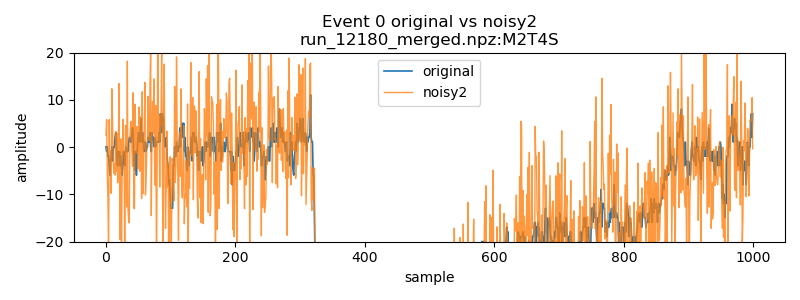 Event 0 original vs noisy2
run_12180_merged.npz:M2T4S
original
noisy2
amplitude
20
10
0
−10
−20
0
200
400
600
800
1000
sample